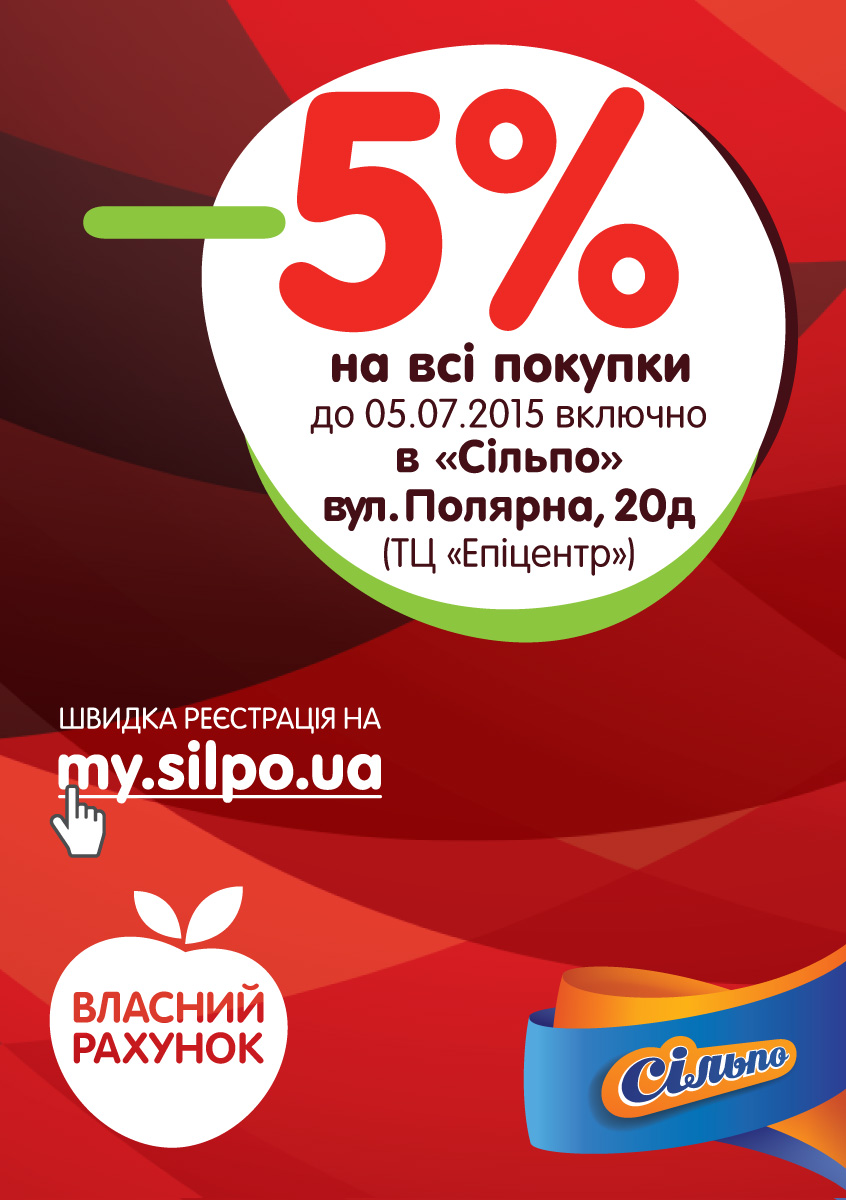 –5%
на всі покупки
до 05.07.2015 включно
в «Сільпо»
вул. Полярна, 20д
(ТЦ «Епіцентр»)
ШВИДКА РЕЄСТРАЦІЯ НА
my.silpo.ua
ВЛАСНИЙ
РАХУНОК
Сільпо